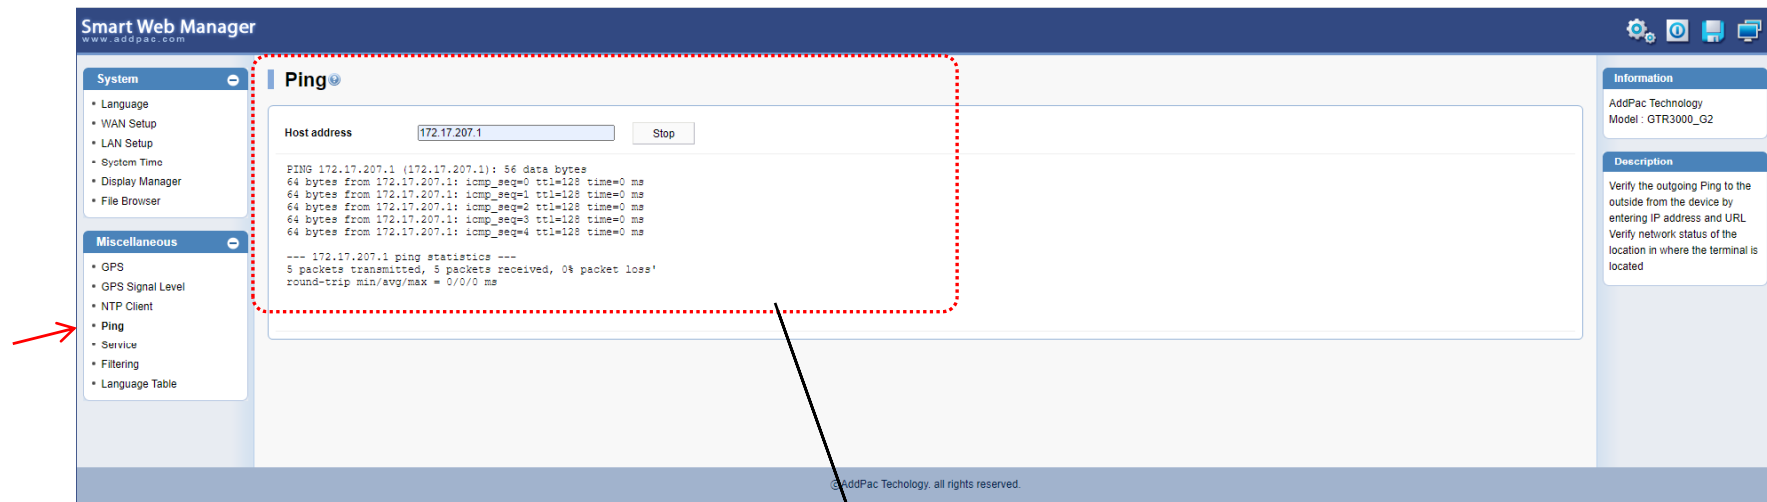 Smart Web Manager
www.addpac.com
System
Language
WAN Setup
LAN Setup
System Time
Display Manager
File Browser
Miscellaneous
GPS
GPS Signal Level
NTP Client
Ping
Service
Filtering
Language Table
Ping
Host address 172.17.207.1 Stop
PING 172.17.207.1 (172.17.207.1): 56 data bytes
64 bytes from 172.17.207.1: icmp_seq=0 ttl=128 time=0 ms
64 bytes from 172.17.207.1: icmp_seq=1 ttl=128 time=0 ms
64 bytes from 172.17.207.1: icmp_seq=2 ttl=128 time=0 ms
64 bytes from 172.17.207.1: icmp_seq=3 ttl=128 time=0 ms
64 bytes from 172.17.207.1: icmp_seq=4 ttl=128 time=0 ms
--- 172.17.207.1 ping statistics ---
5 packets transmitted, 5 packets received, 0% packet loss'
round-trip min/avg/max = 0/0/0 ms
Information
AddPac Technology
Model : GTR3000_G2
Description
Verify the outgoing Ping to the
outside from the device by
entering IP address and URL
Verify network status of the
location in where the terminal is
located
©AddPac Techology. all rights reserved.